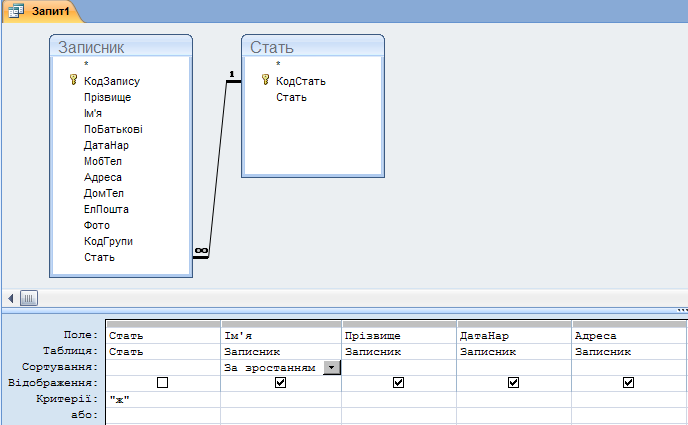 Запит1
Записник
*
КодЗапису
Прізвище
Ім'я
ПоБатькові
ДатаНар
МобТел
Адреса
ДомТел
ЕлПошта
Фото
КодГрупи
Стать
Стать
*
КодСтать
Стать
1
∞
Поле: Стать Ім'я Прізвище ДатаНар Адреса
Таблиця: Стать Записник Записник Записник Записник
Сортування: За зростанням
Відображення:
Критерії: "ж"
або: